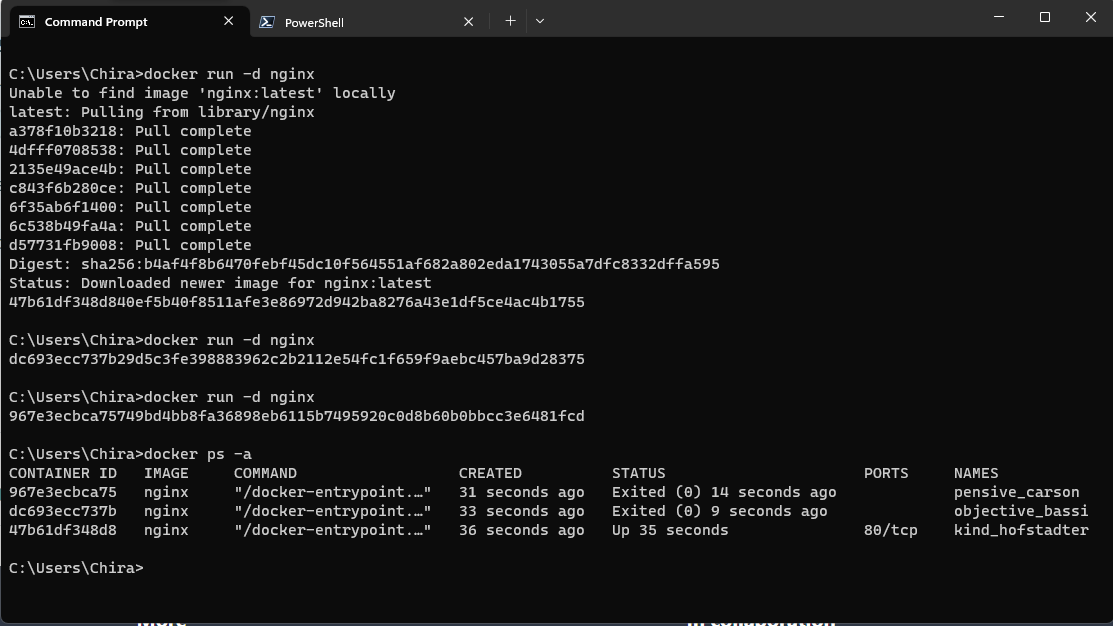 Command Prompt
PowerShell
C:\Users\Chira>docker run -d nginx
Unable to find image 'nginx:latest' locally
latest: Pulling from library/nginx
a378f10b3218: Pull complete
4dfff0708538: Pull complete
2135e49ace4b: Pull complete
c843f6b280ce: Pull complete
6f35ab6f1400: Pull complete
6c538b49fa4a: Pull complete
d57731fb9008: Pull complete
Digest: sha256:b4af4f8b6470febf45dc10f564551af682a802eda1743055a7dfc8332dffa595
Status: Downloaded newer image for nginx:latest
47b61df348d840ef5b40f8511afe3e86972d942ba8276a43e1df5ce4ac4b1755
C:\Users\Chira>docker run -d nginx
dc693ecc737b29d5c3fe398883962c2b2112e54fc1f659f9aebc457ba9d28375
C:\Users\Chira>docker run -d nginx
967e3ecbca75749bd4bb8fa36898eb6115b7495920c0d8b60b0bbcc3e6481fcd
C:\Users\Chira>docker ps -a
CONTAINER ID   IMAGE     COMMAND                  CREATED          STATUS                      PORTS     NAMES
967e3ecbca75   nginx     "/docker-entrypoint.…"   31 seconds ago   Exited (0) 14 seconds ago             pensive_carson
dc693ecc737b   nginx     "/docker-entrypoint.…"   33 seconds ago   Exited (0) 9 seconds ago              objective_bassi
47b61df348d8   nginx     "/docker-entrypoint.…"   36 seconds ago   Up 35 seconds               80/tcp    kind_hofstadter
C:\Users\Chira>
More
in collaboration